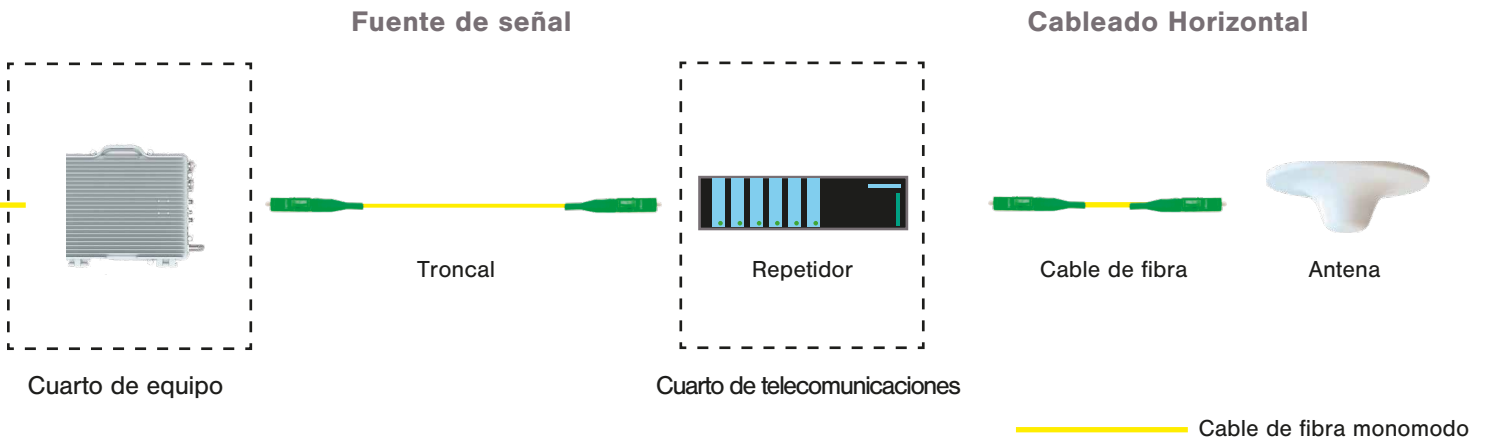 Fuente de señal
Cableado Horizontal
Troncal
Repetidor
Cable de fibra
Antena
Cuarto de equipo
Cuarto de telecomunicaciones
Cable de fibra monomodo